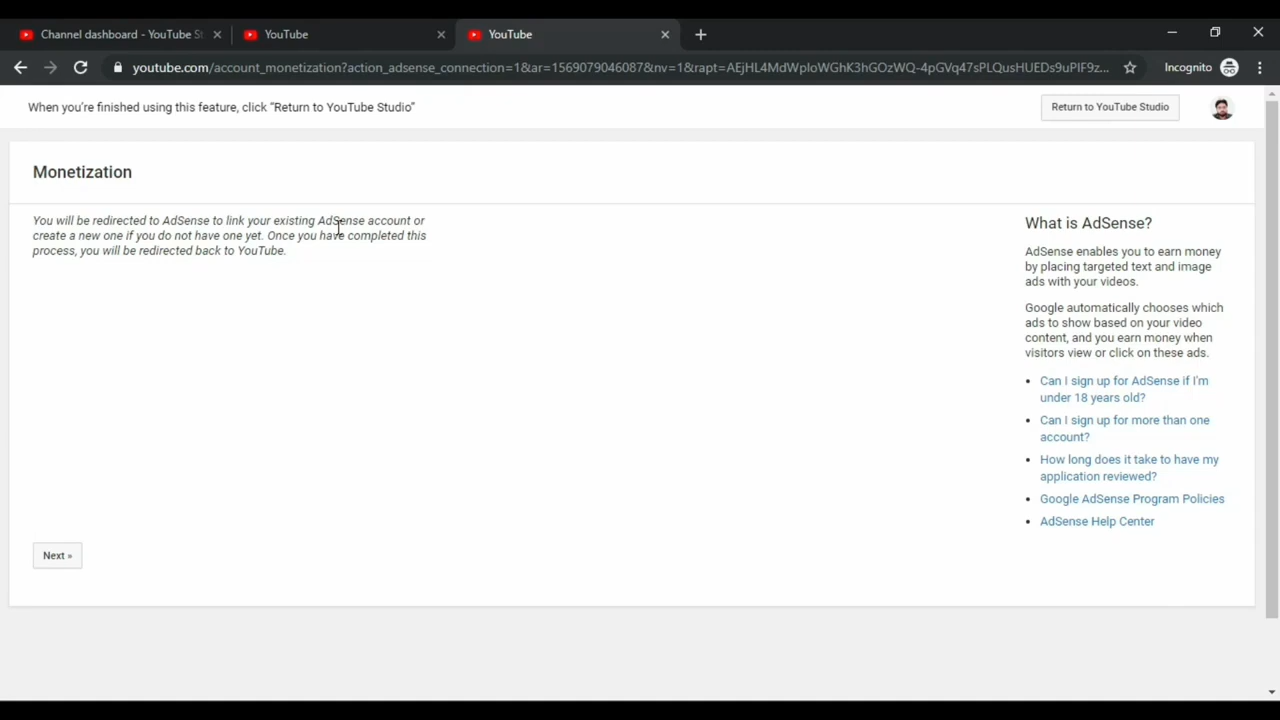 Channel dashboard - YouTube St
YouTube
YouTube
youtube.com/account_monetization?action_adsense_connection=1&ar=1569079046087&nv=1&rapt=AEjHL4MdWploWGhK3hGOzWQ-4pGVq47sPLQusHUEDs9uPIF9z...
Incognito
When you're finished using this feature, click “Return to YouTube Studio”
Return to YouTube Studio
Monetization
You will be redirected to AdSense to link your existing AdSense account or
create a new one if you do not have one yet. Once you have completed this
process, you will be redirected back to YouTube.
What is AdSense?
AdSense enables you to earn money
by placing targeted text and image
ads with your videos.
Google automatically chooses which
ads to show based on your video
content, and you earn money when
visitors view or click on these ads.
Can I sign up for AdSense if I'm
under 18 years old?
Can I sign up for more than one
account?
How long does it take to have my
application reviewed?
Google AdSense Program Policies
AdSense Help Center
Next »